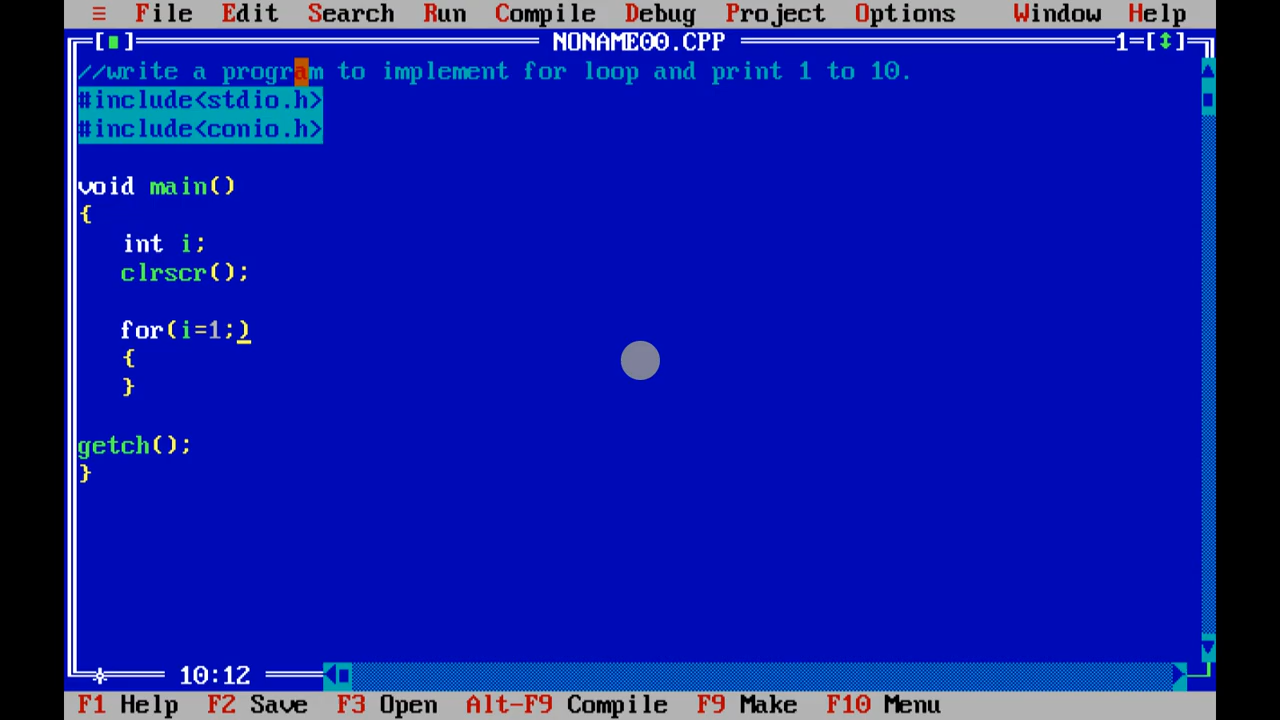 ≡ File Edit Search Run Compile Debug Project Options Window Help
[■] NONAME00.CPP 1=[↕]
//write a program to implement for loop and print 1 to 10.
#include<stdio.h>
#include<conio.h>
void main()
{
int i;
clrscr();
for(i=1;)
{
}
getch();
}
10:12
F1 Help F2 Save F3 Open Alt-F9 Compile F9 Make F10 Menu